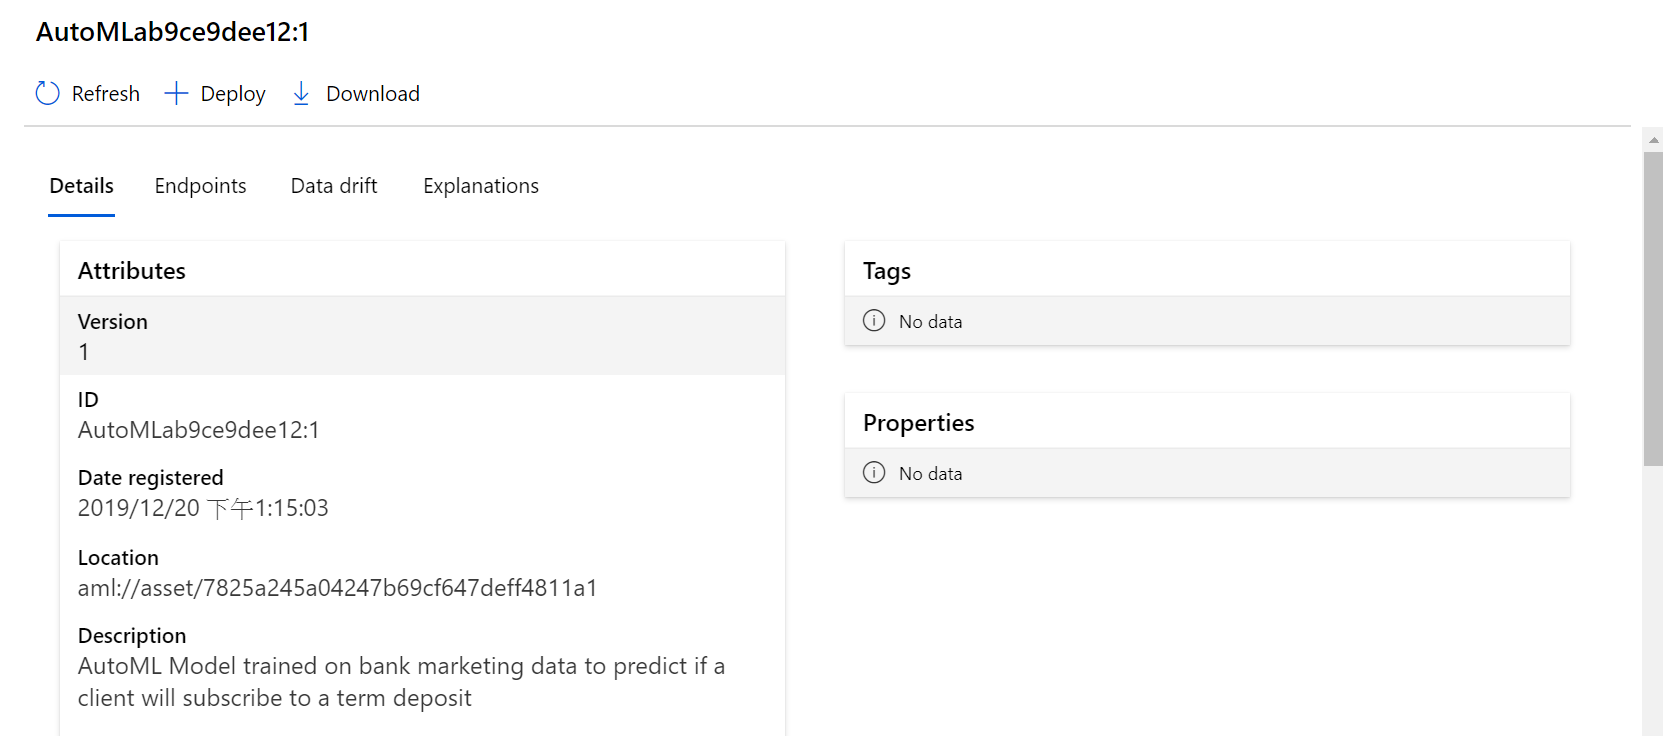 AutoMLab9ce9dee12:1
Refresh Deploy Download
Details Endpoints Data drift Explanations
Attributes
Version
1
ID
AutoMLab9ce9dee12:1
Date registered
2019/12/20 下午1:15:03
Location
aml://asset/7825a245a04247b69cf647deff4811a1
Description
AutoML Model trained on bank marketing data to predict if a
client will subscribe to a term deposit
Tags
No data
Properties
No data